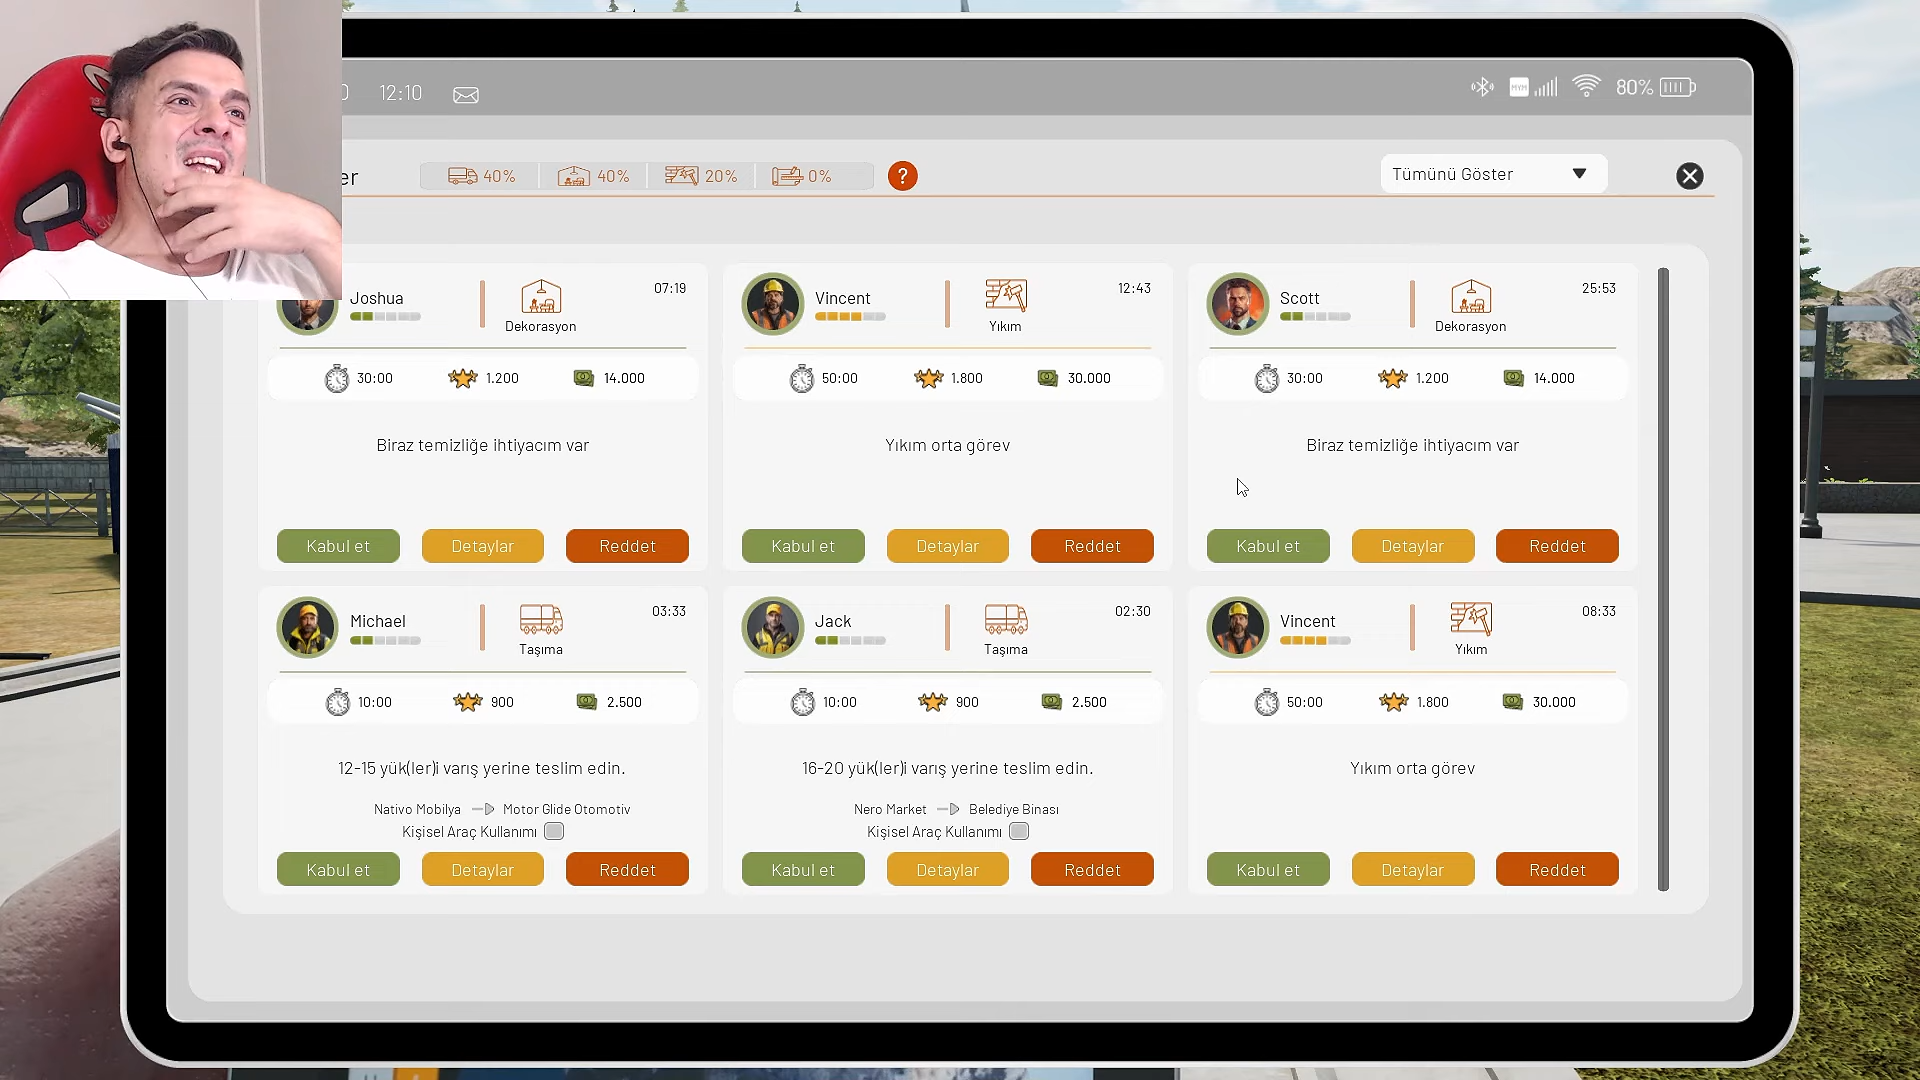 12:10
80%
er
40%
40%
20%
0%
?
Tümünü Göster
Joshua
Dekorasyon
07:19
30:00
1.200
14.000
Biraz temizliğe ihtiyacım var
Kabul et
Detaylar
Reddet
Vincent
Yıkım
12:43
50:00
1.800
30.000
Yıkım orta görev
Kabul et
Detaylar
Reddet
Scott
Dekorasyon
25:53
30:00
1.200
14.000
Biraz temizliğe ihtiyacım var
Kabul et
Detaylar
Reddet
Michael
Taşıma
03:33
10:00
900
2.500
12-15 yük(ler)i varış yerine teslim edin.
Nativo Mobilya
Motor Glide Otomotiv
Kişisel Araç Kullanımı
Kabul et
Detaylar
Reddet
Jack
Taşıma
02:30
10:00
900
2.500
16-20 yük(ler)i varış yerine teslim edin.
Nero Market
Belediye Binası
Kişisel Araç Kullanımı
Kabul et
Detaylar
Reddet
Vincent
Yıkım
08:33
50:00
1.800
30.000
Yıkım orta görev
Kabul et
Detaylar
Reddet